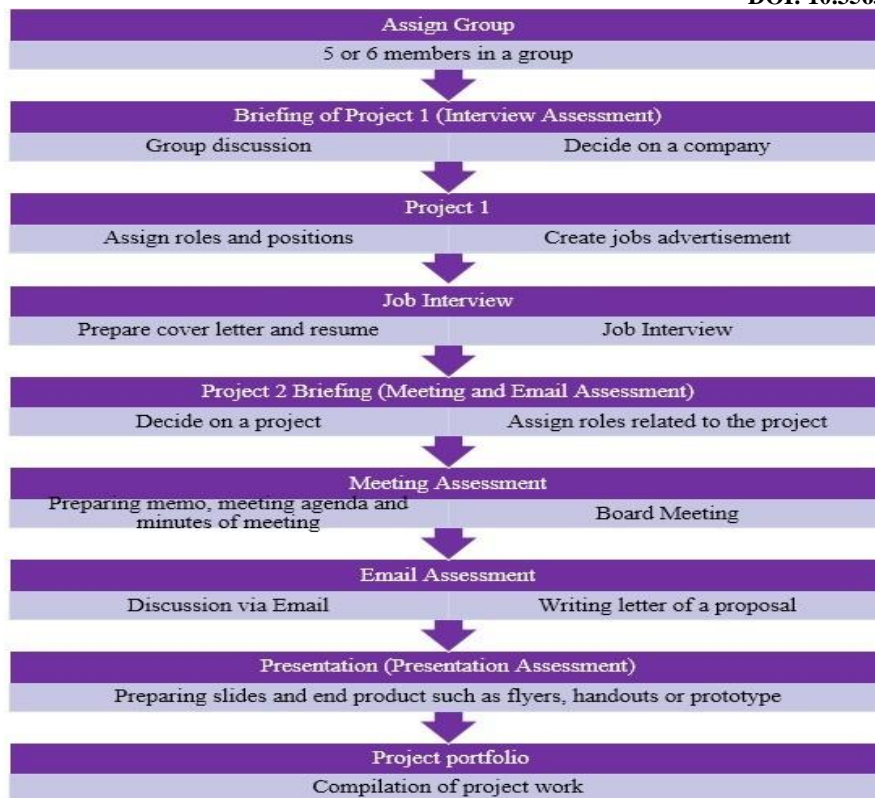 Assign Group
5 or 6 members in a group
Briefing of Project 1 (Interview Assessment)
Group discussion
Decide on a company
Project 1
Assign roles and positions
Create jobs advertisement
Job Interview
Prepare cover letter and resume
Job Interview
Project 2 Briefing (Meeting and Email Assessment)
Decide on a project
Assign roles related to the project
Meeting Assessment
Preparing memo, meeting agenda and
minutes of meeting
Board Meeting
Email Assessment
Discussion via Email
Writing letter of a proposal
Presentation (Presentation Assessment)
Preparing slides and end product such as flyers, handouts or prototype
Project portfolio
Compilation of project work